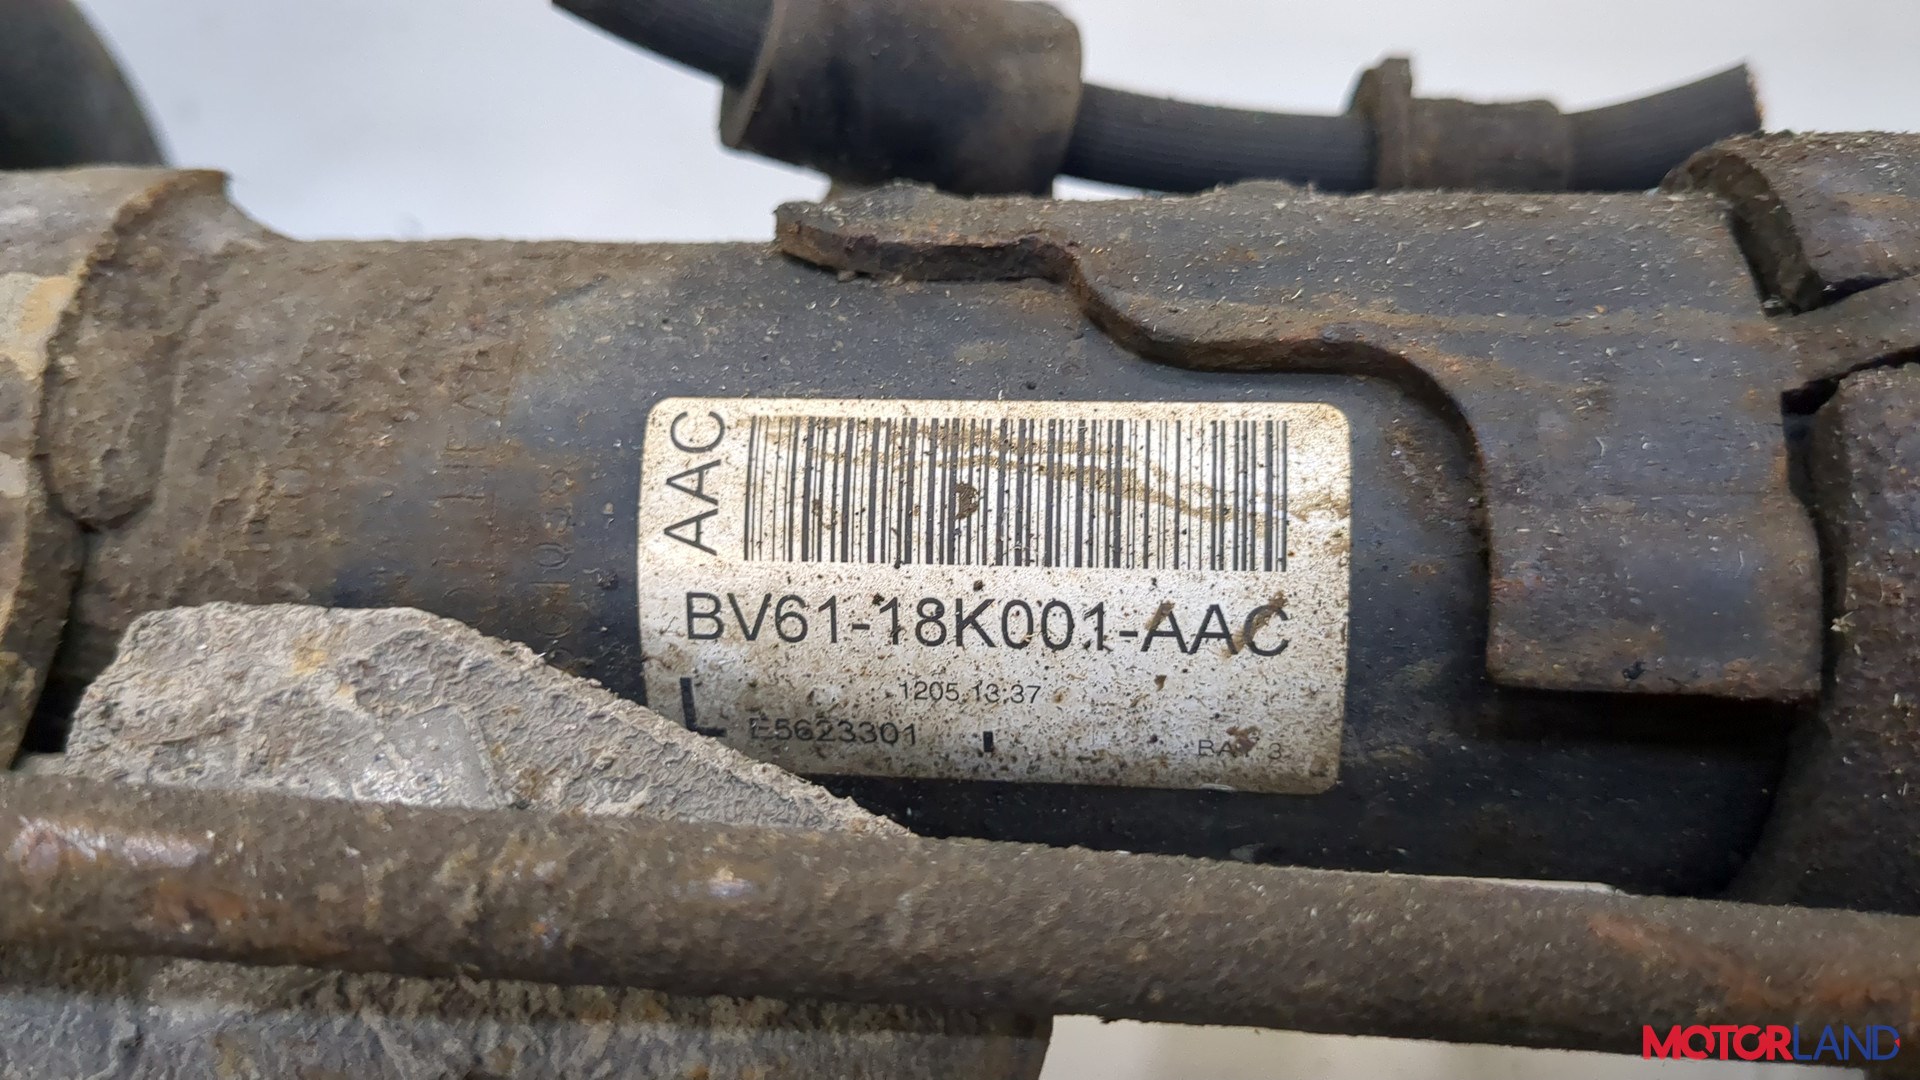 AAC
BV61-18K001-AAC
1205.13:37
L
E5623301
MOTORLAND